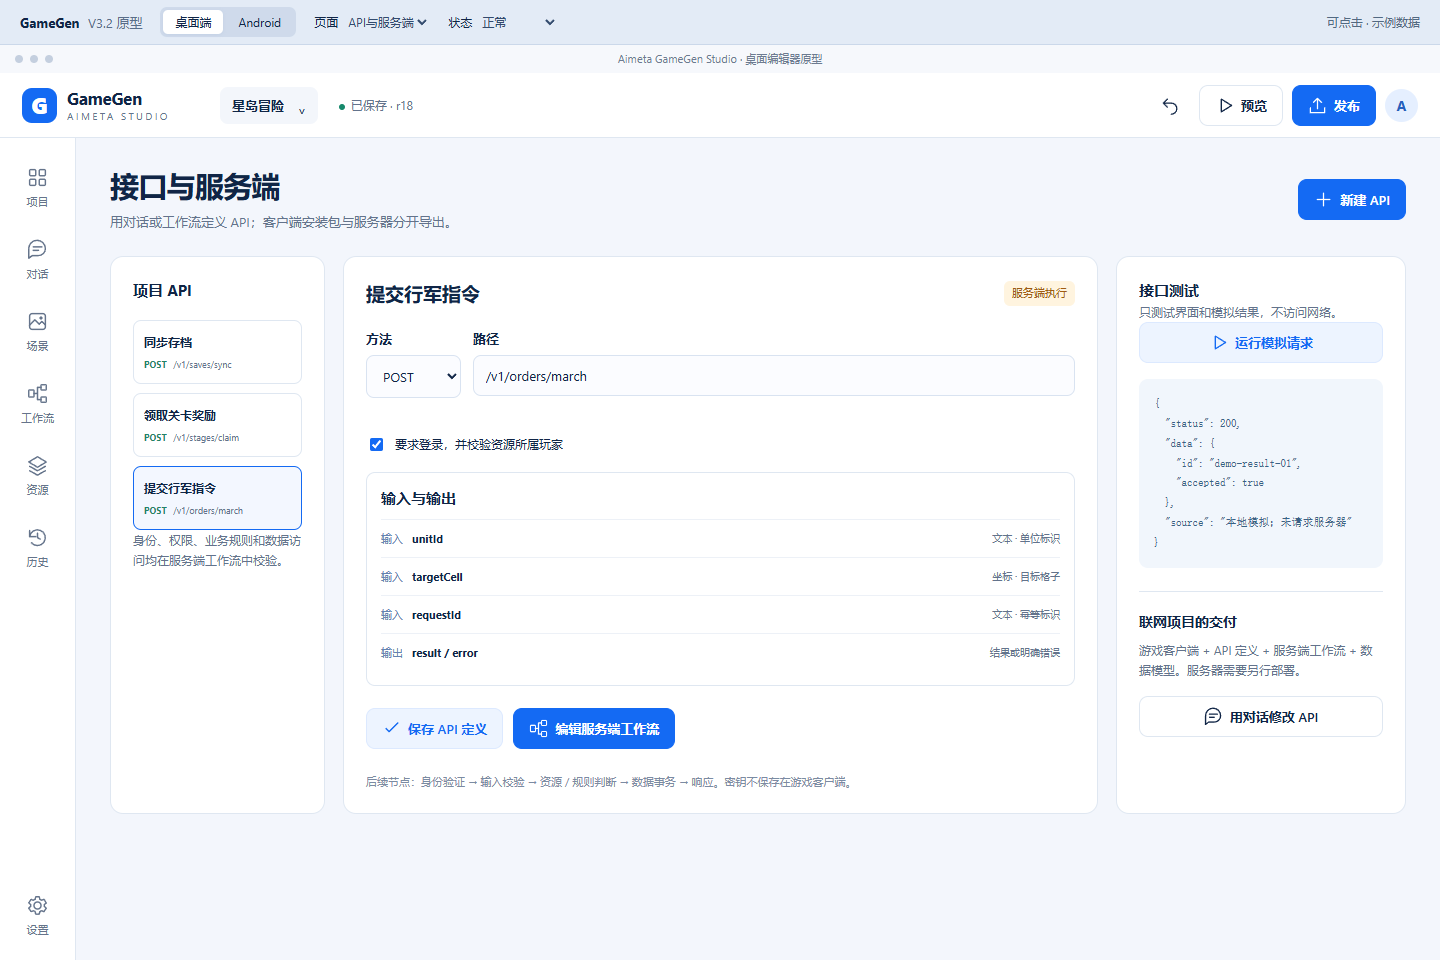 GameGen V3.2 原型 桌面端 Android 页面 API与服务端 状态 正常 可点击 · 示例数据
Aimeta GameGen Studio · 桌面编辑器原型
G GameGen
AIMETA STUDIO
星岛冒险 已保存 · r18 预览 发布 A
项目
对话
场景
工作流
资源
历史
设置
接口与服务端
用对话或工作流定义 API；客户端安装包与服务器分开导出。
新建 API
项目 API
同步存档
POST /v1/saves/sync
领取关卡奖励
POST /v1/stages/claim
提交行军指令
POST /v1/orders/march
身份、权限、业务规则和数据访
问均在服务端工作流中校验。
提交行军指令 服务端执行
方法 路径
POST /v1/orders/march
要求登录，并校验资源所属玩家
输入与输出
输入 unitId 文本 · 单位标识
输入 targetCell 坐标 · 目标格子
输入 requestId 文本 · 幂等标识
输出 result / error 结果或明确错误
保存 API 定义 编辑服务端工作流
后续节点：身份验证 → 输入校验 → 资源 / 规则判断 → 数据事务 → 响应。密钥不保存在游戏客户端。
接口测试
只测试界面和模拟结果，不访问网络。
运行模拟请求
{
"status": 200,
"data": {
"id": "demo-result-01",
"accepted": true
},
"source": "本地模拟；未请求服务器"
}
联网项目的交付
游戏客户端 + API 定义 + 服务端工作流 + 数
据模型。服务器需要另行部署。
用对话修改 API